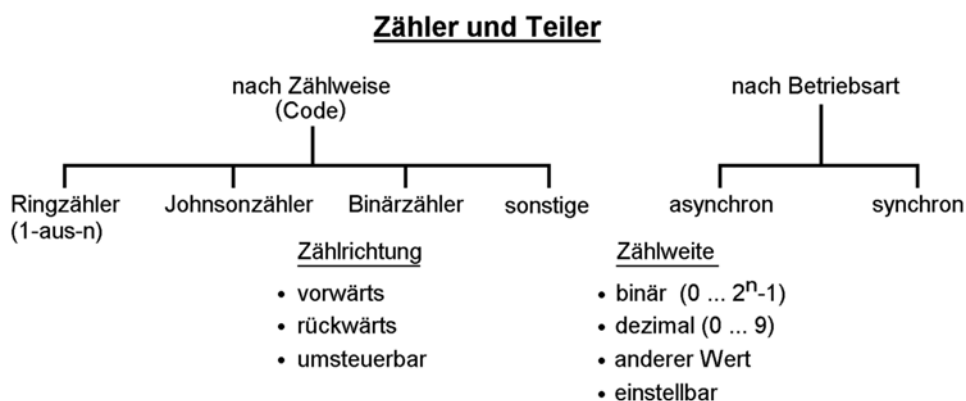 Zähler und Teiler
nach Zählweise
(Code)
nach Betriebsart
Ringzähler
(1-aus-n)
Johnsonzähler
Binärzähler
sonstige
asynchron
synchron
Zählrichtung
• vorwärts
• rückwärts
• umsteuerbar
Zählweite
• binär (0 ... 2ⁿ-1)
• dezimal (0 ... 9)
• anderer Wert
• einstellbar